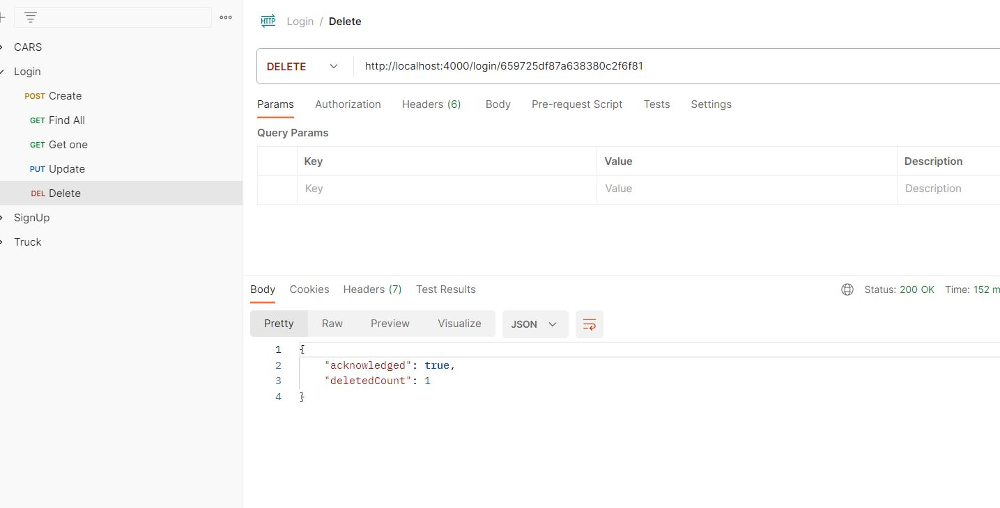 CARS
Login
POST Create
GET Find All
GET Get one
PUT Update
DEL Delete
SignUp
Truck
HTTP Login / Delete
DELETE http://localhost:4000/login/659725df87a638380c2f6f81
Params Authorization Headers (6) Body Pre-request Script Tests Settings
Query Params
Key Value Description
Key Value Description
Body Cookies Headers (7) Test Results Status: 200 OK Time: 152 m
Pretty Raw Preview Visualize JSON
1 {
2 "acknowledged": true,
3 "deletedCount": 1
4 }